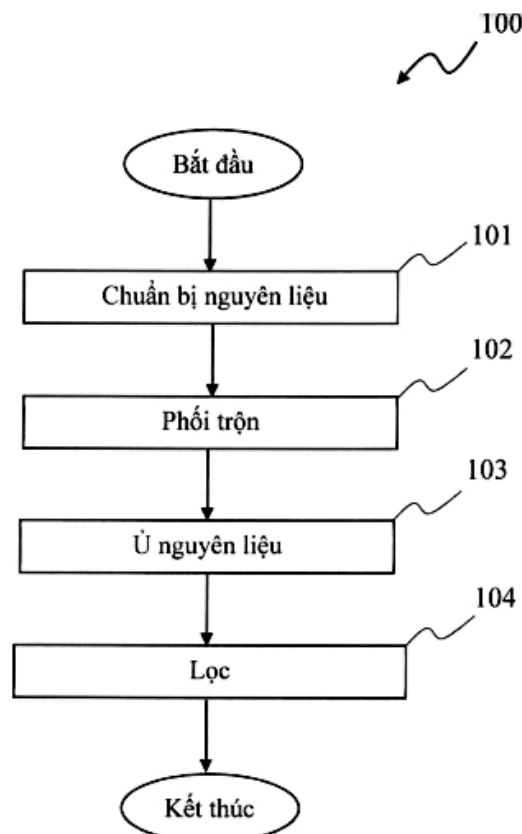 100
Bắt đầu
101
Chuẩn bị nguyên liệu
102
Phối trộn
103
Ủ nguyên liệu
104
Lọc
Kết thúc